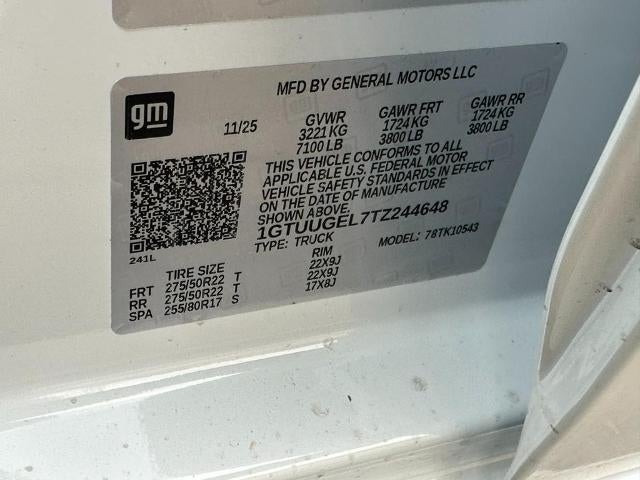 MFD BY GENERAL MOTORS LLC
gm
11/25
GVWR GAWR FRT GAWR RR
3221 KG 1724 KG 1724 KG
7100 LB 3800 LB 3800 LB
THIS VEHICLE CONFORMS TO ALL
APPLICABLE U.S. FEDERAL MOTOR
VEHICLE SAFETY STANDARDS IN EFFECT
ON THE DATE OF MANUFACTURE
SHOWN ABOVE.
1GTUUGEL7TZ244648
TYPE: TRUCK MODEL: 78TK10543
241L
TIRE SIZE RIM
FRT 275/50R22 T 22X9J
RR 275/50R22 T 22X9J
SPA 255/80R17 S 17X8J